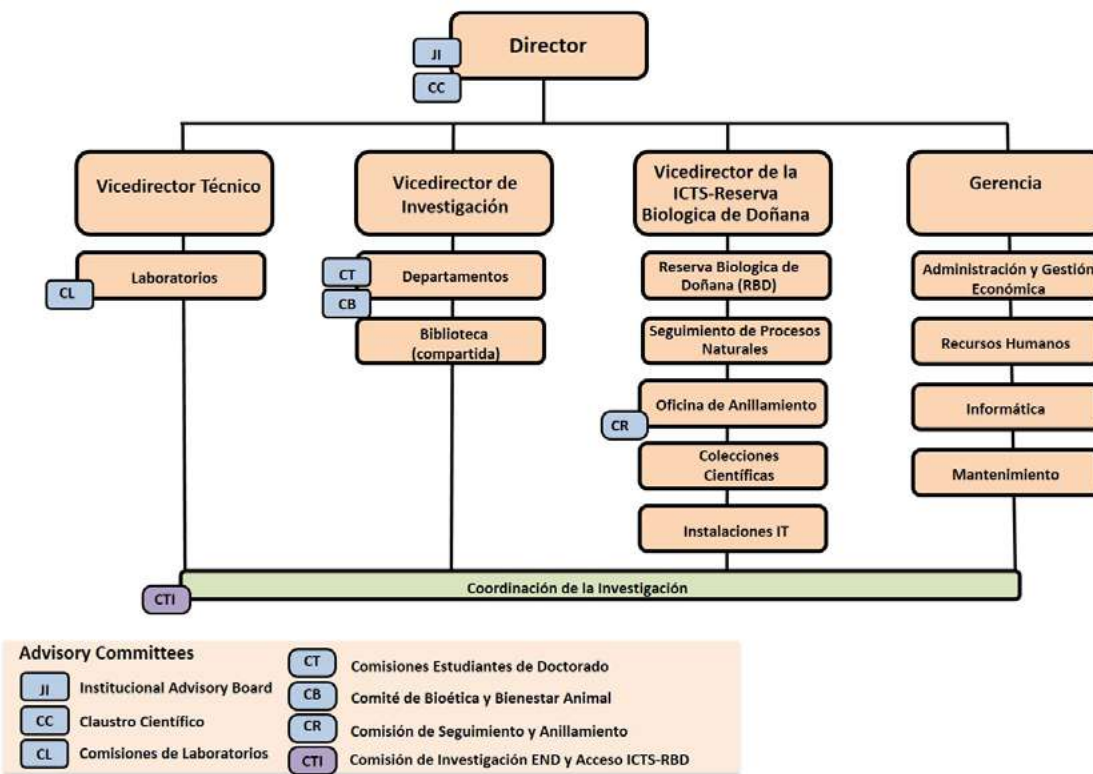 Director
JI
CC
Vicedirector Técnico
Vicedirector de
Investigación
Vicedirector de la
ICTS-Reserva
Biologica de Doñana
Gerencia
Laboratorios
CL
CT
Departamentos
CB
Biblioteca
(compartida)
Reserva Biologica de
Doñana (RBD)
Seguimiento de Procesos
Naturales
Oficina de Anillamiento
CR
Colecciones
Científicas
Instalaciones IT
Administración y Gestión
Económica
Recursos Humanos
Informática
Mantenimiento
Coordinación de la Investigación
CTI
Advisory Committees
JI Institucional Advisory Board
CC Claustro Científico
CL Comisiones de Laboratorios
CT Comisiones Estudiantes de Doctorado
CB Comité de Bioética y Bienestar Animal
CR Comisión de Seguimiento y Anillamiento
CTI Comisión de Investigación END y Acceso ICTS-RBD